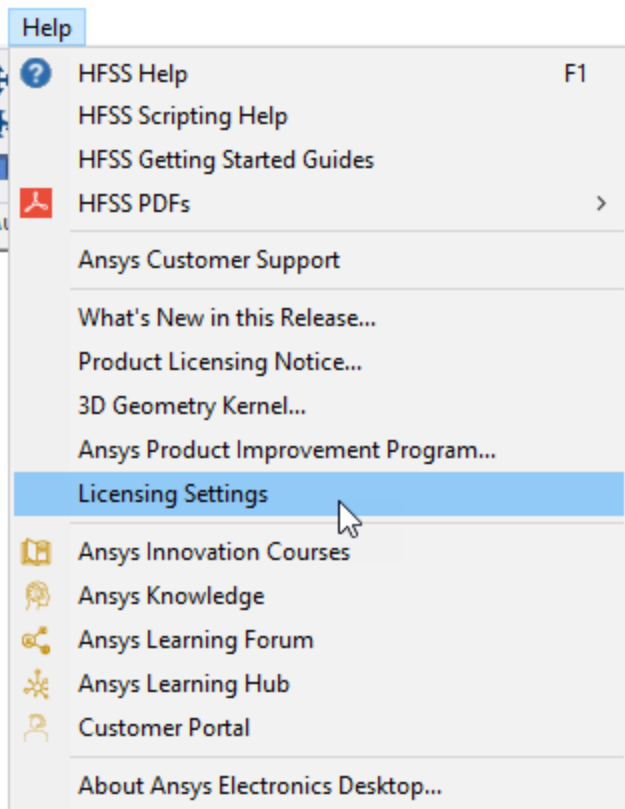 Help
HFSS Help F1
HFSS Scripting Help
HFSS Getting Started Guides
HFSS PDFs
Ansys Customer Support
What's New in this Release...
Product Licensing Notice...
3D Geometry Kernel...
Ansys Product Improvement Program...
Licensing Settings
Ansys Innovation Courses
Ansys Knowledge
Ansys Learning Forum
Ansys Learning Hub
Customer Portal
About Ansys Electronics Desktop...